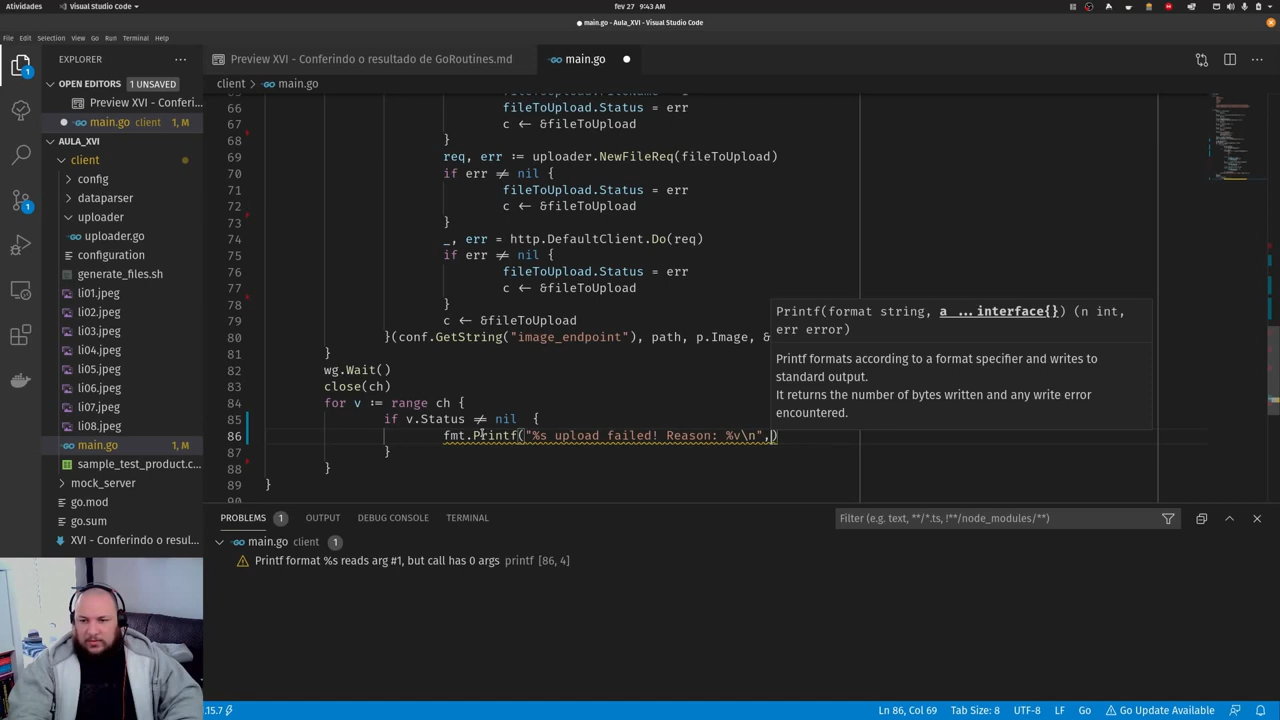 Atividades
Visual Studio Code
fev 27 9:43 AM
main.go - Aula_XVI - Visual Studio Code
File Edit Selection View Go Run Terminal Help
EXPLORER
Preview XVI - Conferindo o resultado de GoRoutines.md
main.go
OPEN EDITORS 1 UNSAVED
Preview XVI - Conferi...
main.go client 1, M
AULA_XVI
client
config
dataparser
uploader
uploader.go
configuration
generate_files.sh
li01.jpeg
li02.jpeg
li03.jpeg
li04.jpeg
li05.jpeg
li06.jpeg
li07.jpeg
li08.jpeg
main.go 1, M
sample_test_product.c...
mock_server
go.mod
go.sum
XVI - Conferindo o resul...
client > main.go
66 fileToUpload.Status = err
67 c <- &fileToUpload
68 }
69 req, err := uploader.NewFileReq(fileToUpload)
70 if err ≠ nil {
71 fileToUpload.Status = err
72 c <- &fileToUpload
73 }
74 _, err = http.DefaultClient.Do(req)
75 if err ≠ nil {
76 fileToUpload.Status = err
77 c <- &fileToUpload
78 }
79 c <- &fileToUpload
80 }(conf.GetString("image_endpoint"), path, p.Image, &
81 }
82 wg.Wait()
83 close(ch)
84 for v := range ch {
85 if v.Status ≠ nil {
86 fmt.Printf("%s upload failed! Reason: %v\n",)
87 }
88 }
89 }
90
Printf(format string, a ...interface{}) (n int,
err error)
Printf formats according to a format specifier and writes to
standard output.
It returns the number of bytes written and any write error
encountered.
PROBLEMS 1 OUTPUT DEBUG CONSOLE TERMINAL
Filter (e.g. text, **/*.ts, !**/node_modules/**)
main.go client 1
Printf format %s reads arg #1, but call has 0 args printf [86, 4]
.15.7
Ln 86, Col 69 Tab Size: 8 UTF-8 LF Go Go Update Available